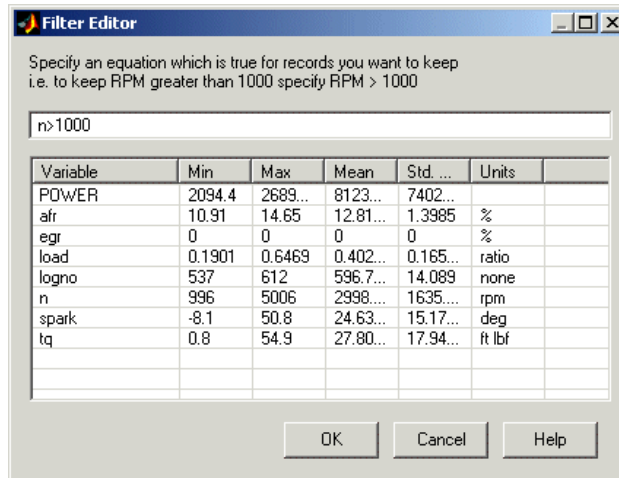 Filter Editor
Specify an equation which is true for records you want to keep
i.e. to keep RPM greater than 1000 specify RPM > 1000
n>1000
Variable Min Max Mean Std. ... Units
POWER 2094.4 2689... 8123... 7402...
afr 10.91 14.65 12.81... 1.3985 %
egr 0 0 0 0 %
load 0.1901 0.6469 0.402... 0.165... ratio
logno 537 612 596.7... 14.089 none
n 996 5006 2998.... 1635.... rpm
spark -8.1 50.8 24.63... 15.17... deg
tq 0.8 54.9 27.80... 17.94... ft lbf
OK Cancel Help